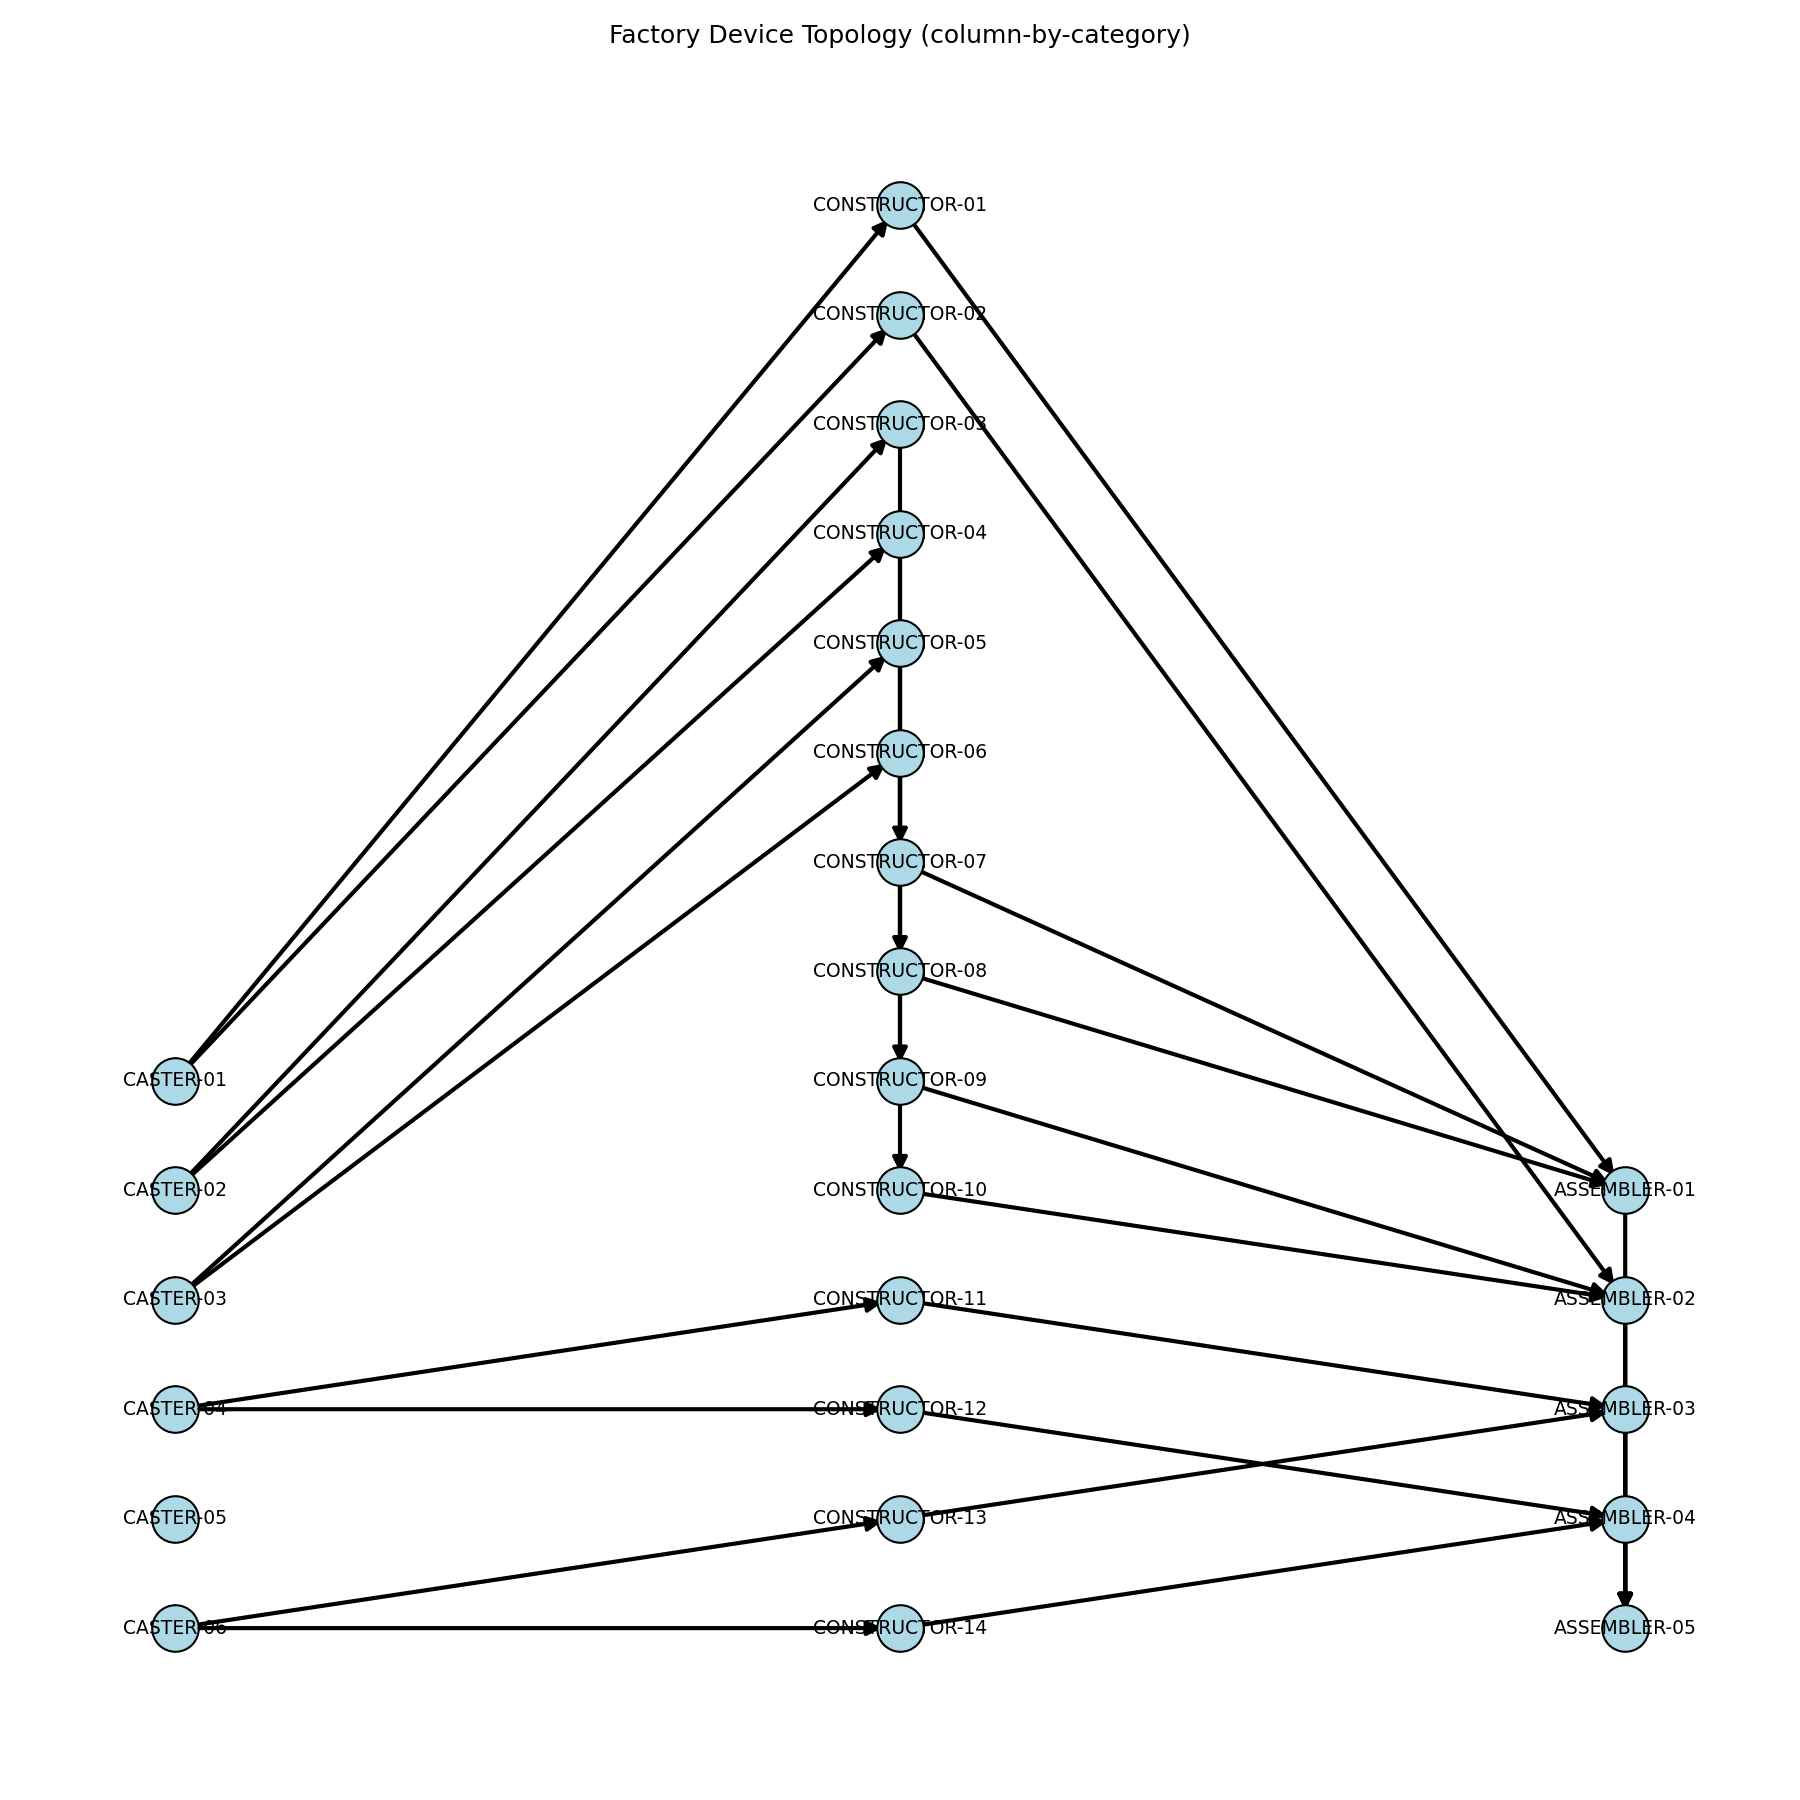 Factory Device Topology (column-by-category)
CONSTRUCTOR-01
CONSTRUCTOR-02
CONSTRUCTOR-03
CONSTRUCTOR-04
CONSTRUCTOR-05
CONSTRUCTOR-06
CONSTRUCTOR-07
CONSTRUCTOR-08
CASTER-01
CONSTRUCTOR-09
CASTER-02
CONSTRUCTOR-10
ASSEMBLER-01
CASTER-03
CONSTRUCTOR-11
ASSEMBLER-02
CASTER-04
CONSTRUCTOR-12
ASSEMBLER-03
CASTER-05
CONSTRUCTOR-13
ASSEMBLER-04
CASTER-06
CONSTRUCTOR-14
ASSEMBLER-05